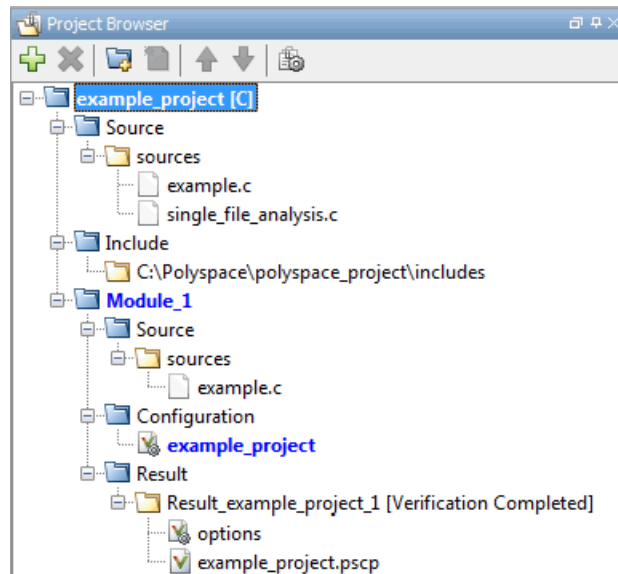 Project Browser
example_project [C]
Source
sources
example.c
single_file_analysis.c
Include
C:\Polyspace\polyspace_project\includes
Module_1
Source
sources
example.c
Configuration
example_project
Result
Result_example_project_1 [Verification Completed]
options
example_project.pscp